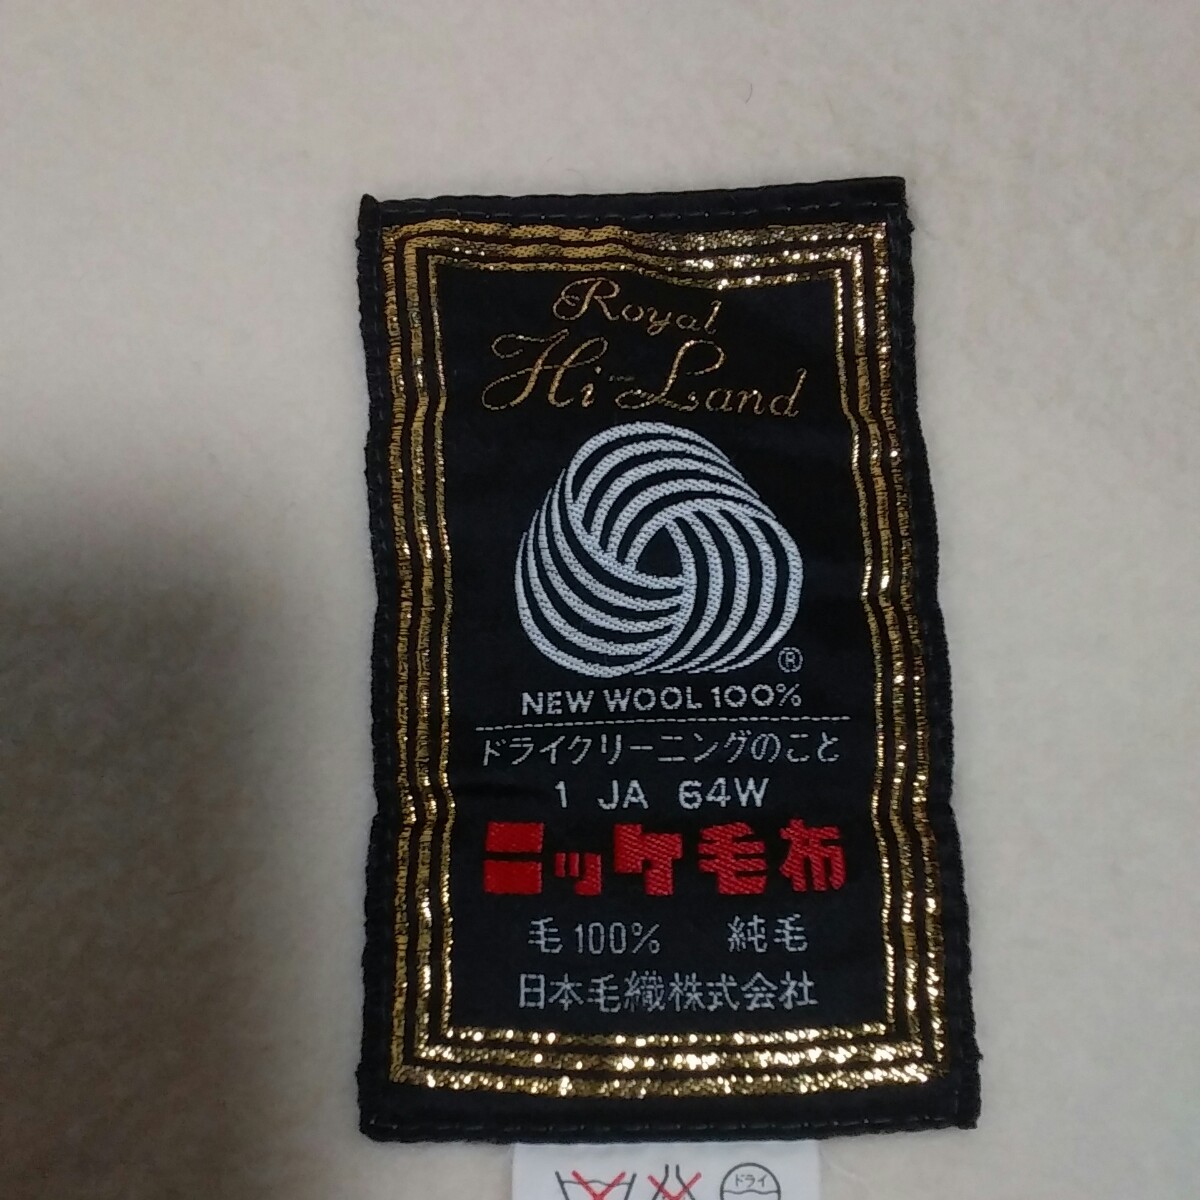 Royal
Hi-Land
®
NEW WOOL 100%
ドライクリーニングのこと
1 JA 64W
ニッケ毛布
毛100% 純毛
日本毛織株式会社
ドライ